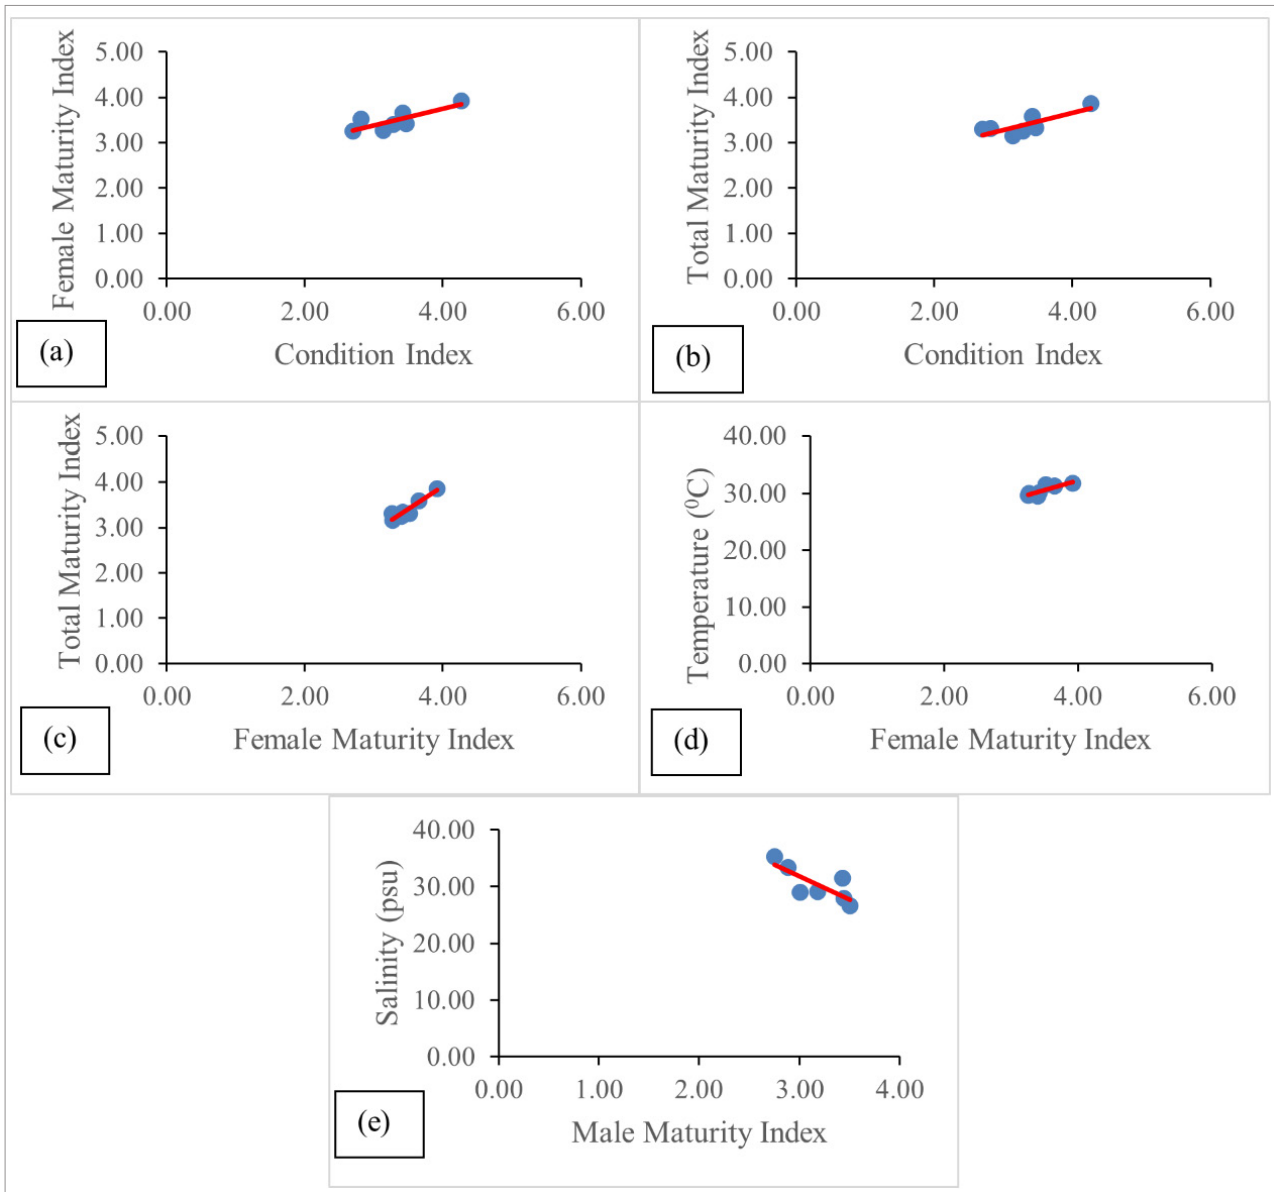 Female Maturity Index
5.00
4.00
3.00
2.00
1.00
0.00
0.00 2.00 4.00 6.00
Condition Index
(a)
Total Maturity Index
5.00
4.00
3.00
2.00
1.00
0.00
0.00 2.00 4.00 6.00
Condition Index
(b)
Total Maturity Index
5.00
4.00
3.00
2.00
1.00
0.00
0.00 2.00 4.00 6.00
Female Maturity Index
(c)
Temperature (⁰C)
40.00
30.00
20.00
10.00
0.00
0.00 2.00 4.00 6.00
Female Maturity Index
(d)
Salinity (psu)
40.00
30.00
20.00
10.00
0.00
0.00 1.00 2.00 3.00 4.00
Male Maturity Index
(e)